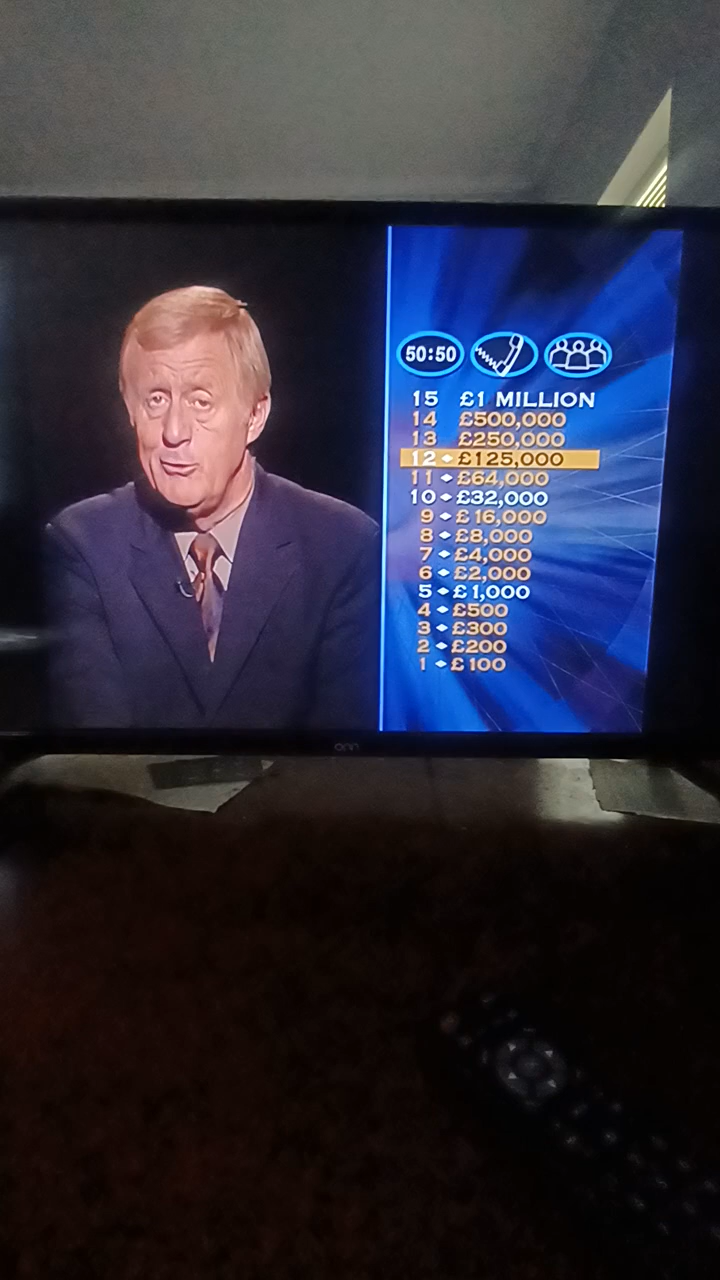 50:50
15 £1 MILLION
14 £500,000
13 £250,000
12 ◆ £125,000
11 ◆ £64,000
10 ◆ £32,000
9 ◆ £16,000
8 ◆ £8,000
7 ◆ £4,000
6 ◆ £2,000
5 ◆ £1,000
4 ◆ £500
3 ◆ £300
2 ◆ £200
1 ◆ £100
onn